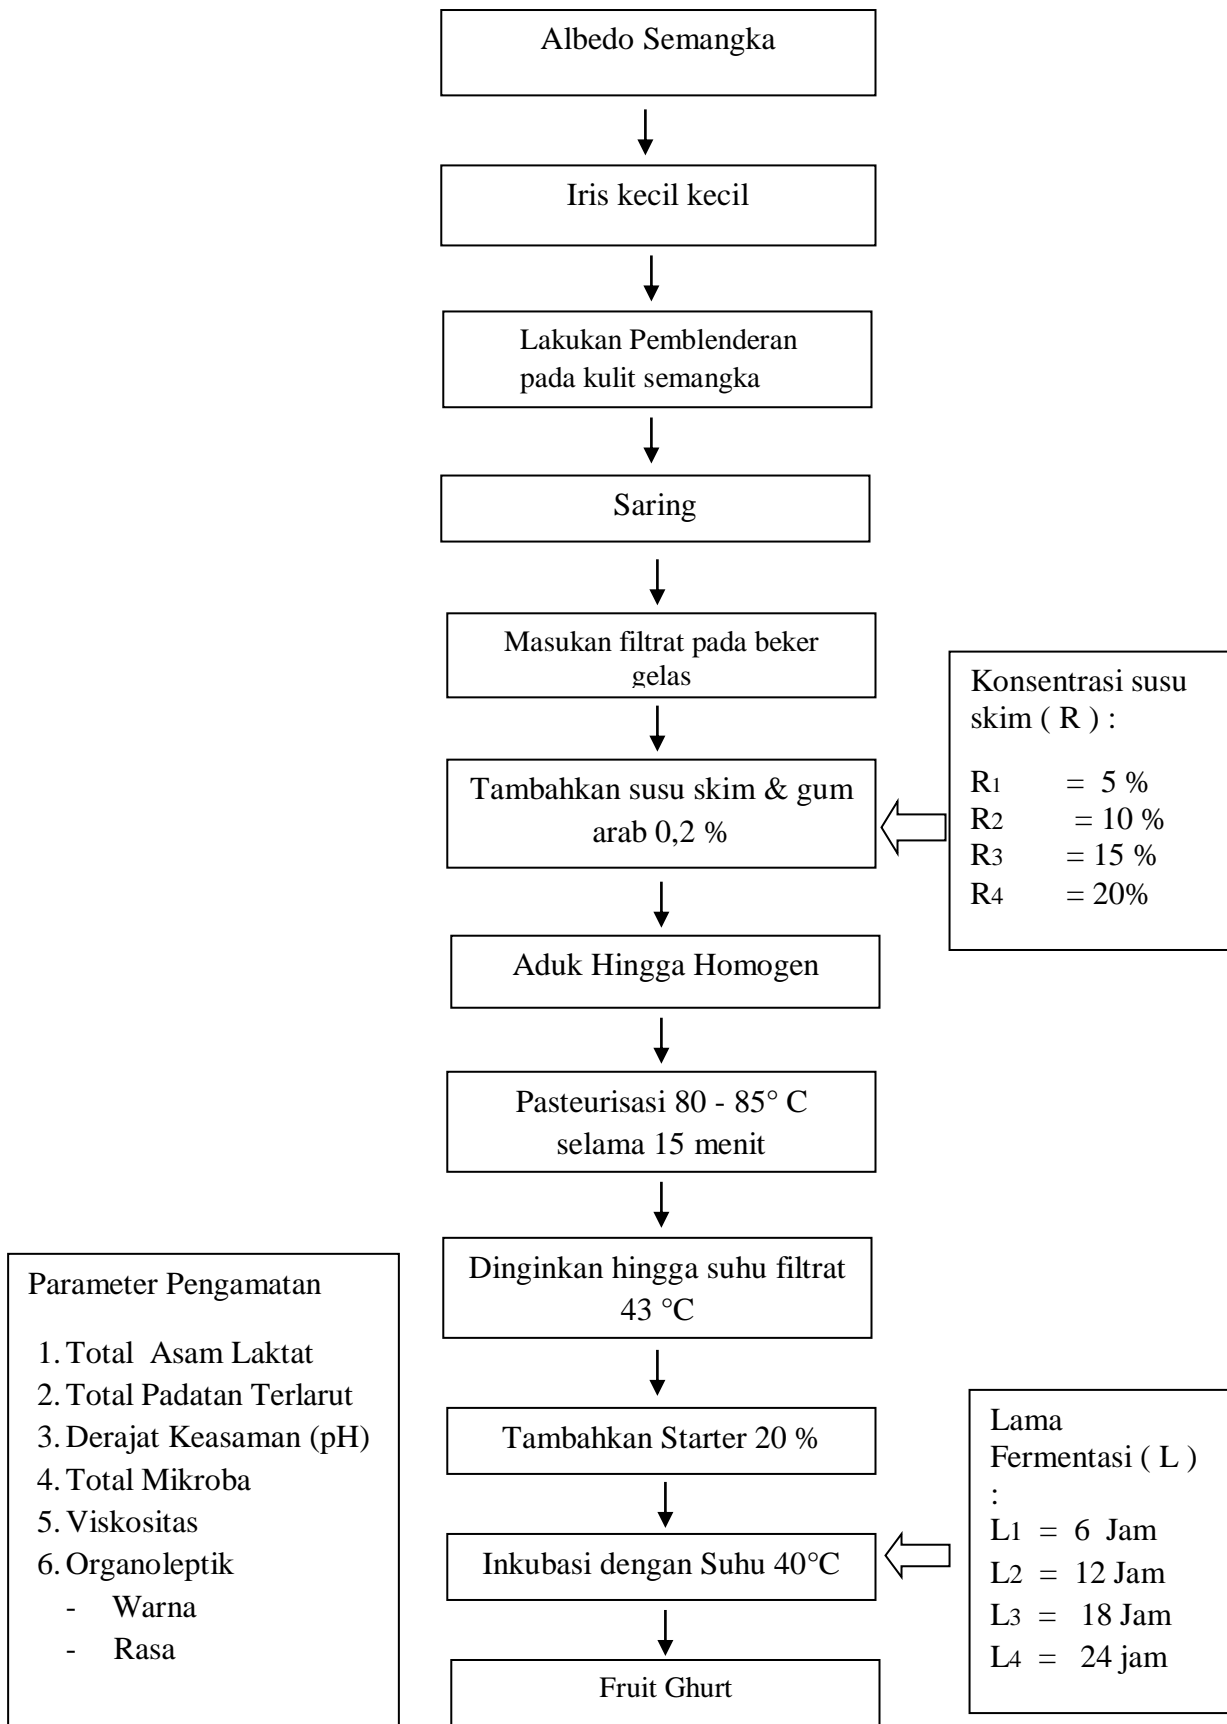 Albedo Semangka
Iris kecil kecil
Lakukan Pemblenderan
pada kulit semangka
Saring
Masukan filtrat pada beker
gelas
Tambahkan susu skim & gum
arab 0,2 %
Konsentrasi susu
skim ( R ) :
R1 = 5 %
R2 = 10 %
R3 = 15 %
R4 = 20%
Aduk Hingga Homogen
Pasteurisasi 80 - 85° C
selama 15 menit
Dinginkan hingga suhu filtrat
43 °C
Parameter Pengamatan
1. Total Asam Laktat
2. Total Padatan Terlarut
3. Derajat Keasaman (pH)
4. Total Mikroba
5. Viskositas
6. Organoleptik
- Warna
- Rasa
Tambahkan Starter 20 %
Inkubasi dengan Suhu 40°C
Lama
Fermentasi ( L )
:
L1 = 6 Jam
L2 = 12 Jam
L3 = 18 Jam
L4 = 24 jam
Fruit Ghurt